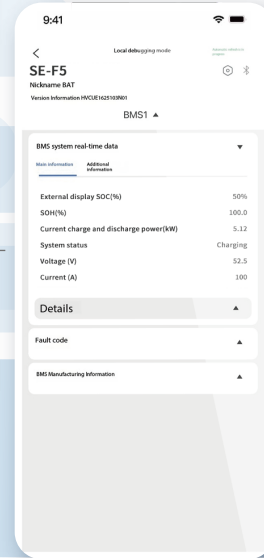 9:41
Local debugging mode
SE-F5
Nickname BAT
Version Information HVCUE1625103N01
BMS1
BMS system real-time data
Main information
Additional
information
External display SOC(%) 50%
SOH(%) 100.0
Current charge and discharge power(kW) 5.12
System status Charging
Voltage (V) 52.5
Current (A) 100
Details
Fault code
BMS Manufacturing Information